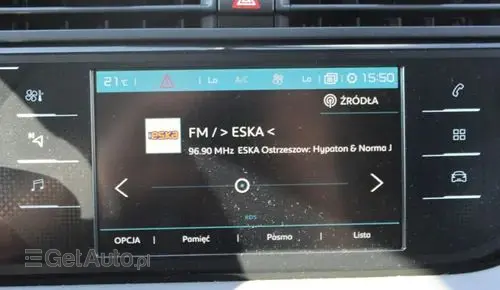 21°C Lo A/C Lo 15:50
ŹRÓDŁA
ESKA
FM / > ESKA <
96.90 MHz ESKA Ostrzeszow: Hypaton & Norma J
RDS
OPCJA | Pamięć | Pasmo | Lista
GetAuto.pl